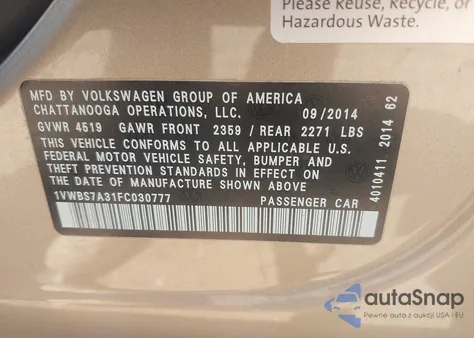 Please Reuse, Recycle, or
Hazardous Waste.
MFD BY VOLKSWAGEN GROUP OF AMERICA
CHATTANOOGA OPERATIONS, LLC. 09/2014
GVWR 4519 GAWR FRONT 2359 / REAR 2271 LBS
THIS VEHICLE CONFORMS TO ALL APPLICABLE U.S.
FEDERAL MOTOR VEHICLE SAFETY, BUMPER AND
THEFT PREVENTION STANDARDS IN EFFECT ON THE
DATE OF MANUFACTURE SHOWN ABOVE.
1VWBS7A31FC030777 PASSENGER CAR
4010411 2014 62
autoSnap
Pewne auta z aukcji USA i EU